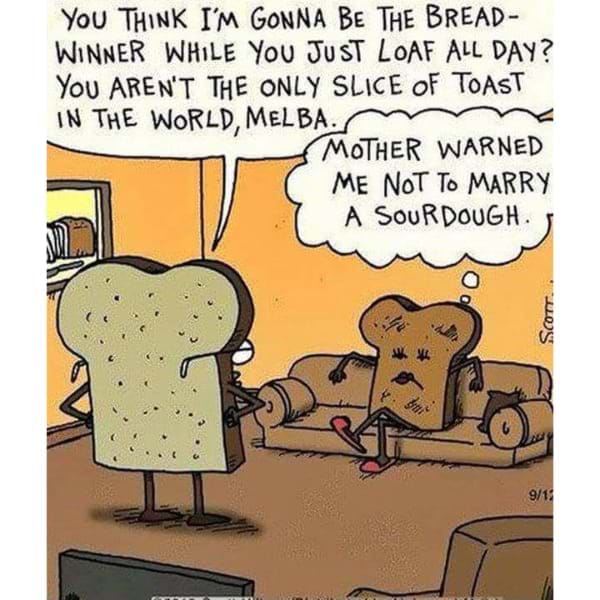 YOU THINK I'M GONNA BE THE BREAD-
WINNER WHILE YOU JUST LOAF ALL DAY?
YOU AREN'T THE ONLY SLICE OF TOAST
IN THE WORLD, MELBA.
MOTHER WARNED
ME NOT TO MARRY
A SOURDOUGH.
Scott